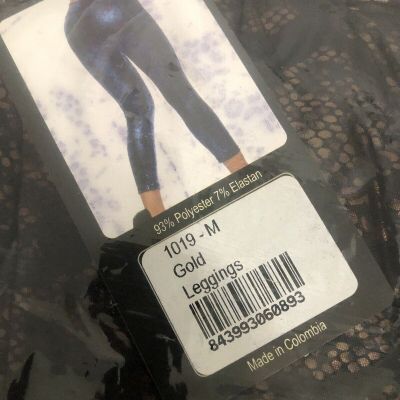 93% Polyester 7% Elastan
1019 - M
Gold
Leggings
843993060893
Made in Colombia